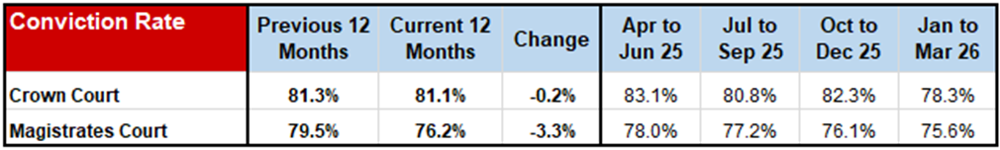 Conviction Rate Previous 12 Months Current 12 Months Change Apr to Jun 25 Jul to Sep 25 Oct to Dec 25 Jan to Mar 26
Crown Court 81.3% 81.1% -0.2% 83.1% 80.8% 82.3% 78.3%
Magistrates Court 79.5% 76.2% -3.3% 78.0% 77.2% 76.1% 75.6%